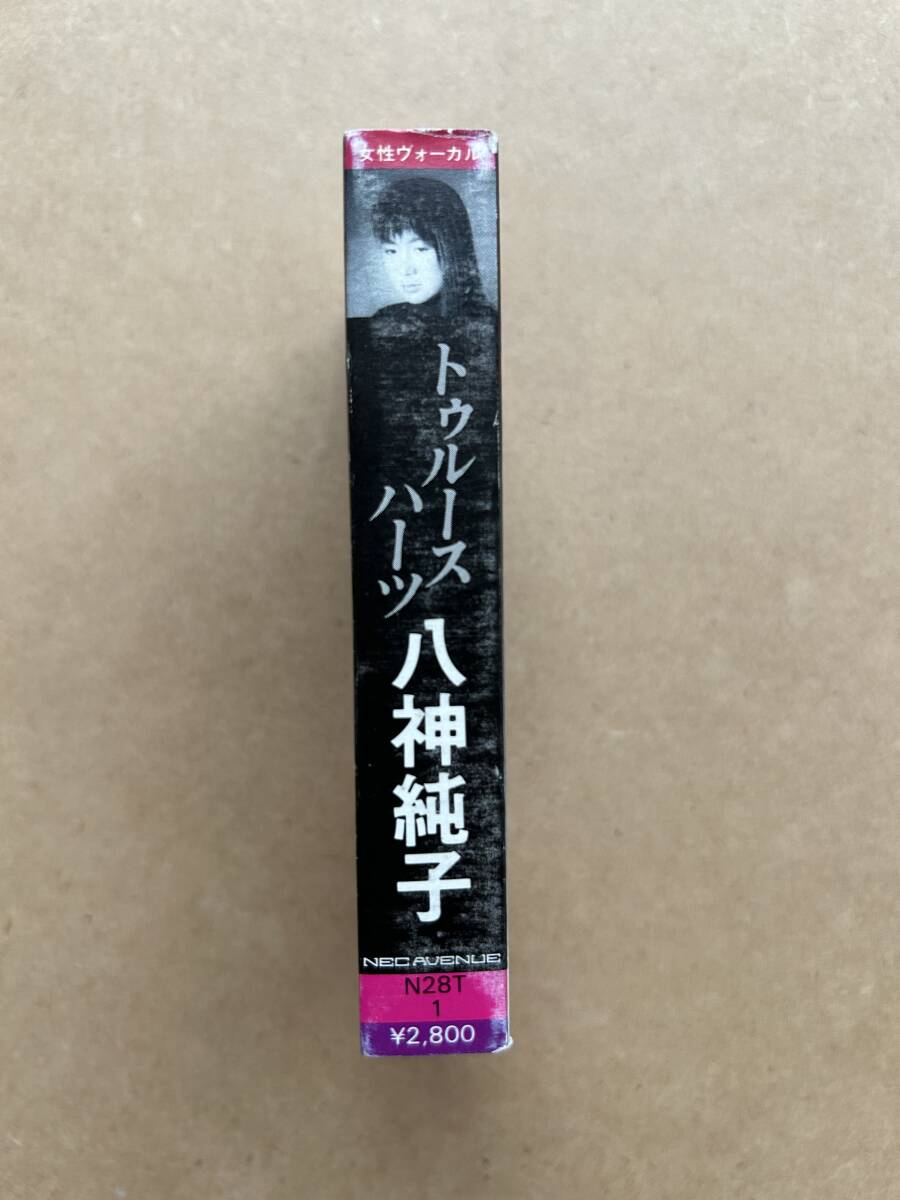 女性ヴォーカル
トゥルース
ハーツ
八神純子
NEC AVENUE
N28T
1
¥2,800